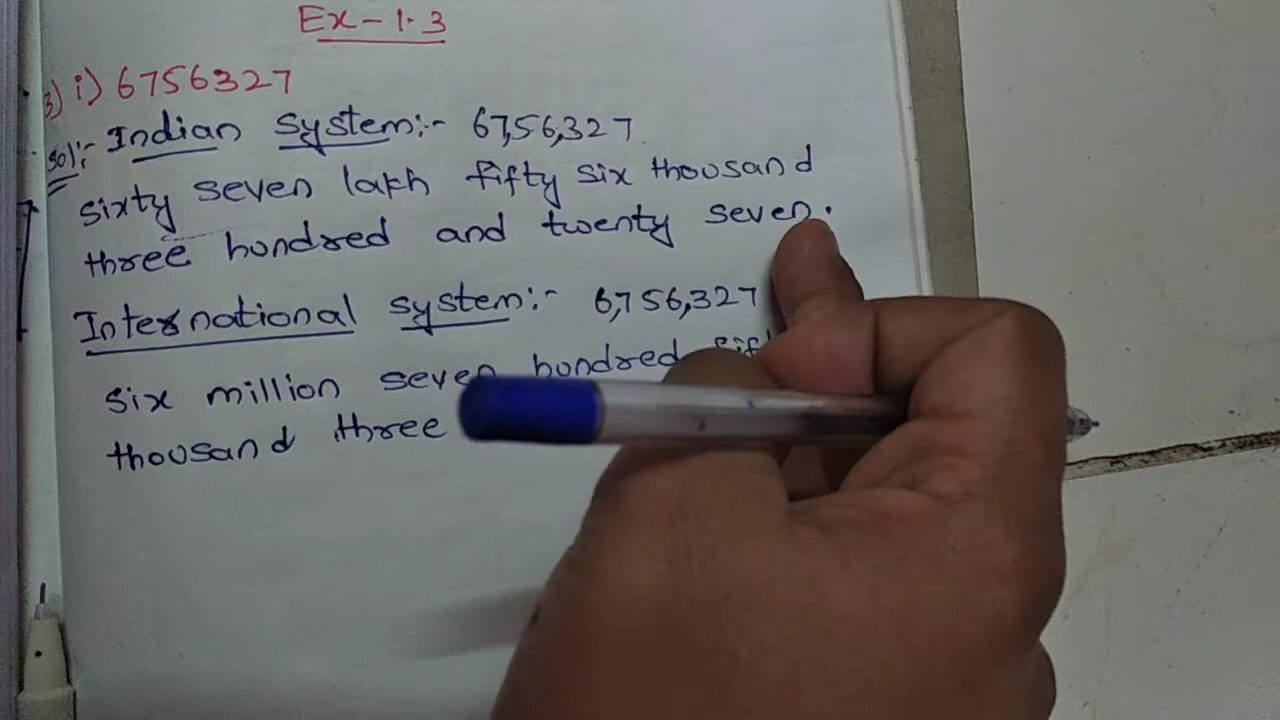 Ex - 1.3
3) i) 6756327
Sol:- Indian system:- 67,56,327
sixty seven lakh fifty six thousand
three hundred and twenty seven.
International system:- 6,756,327
six million seven hundred
thousand three